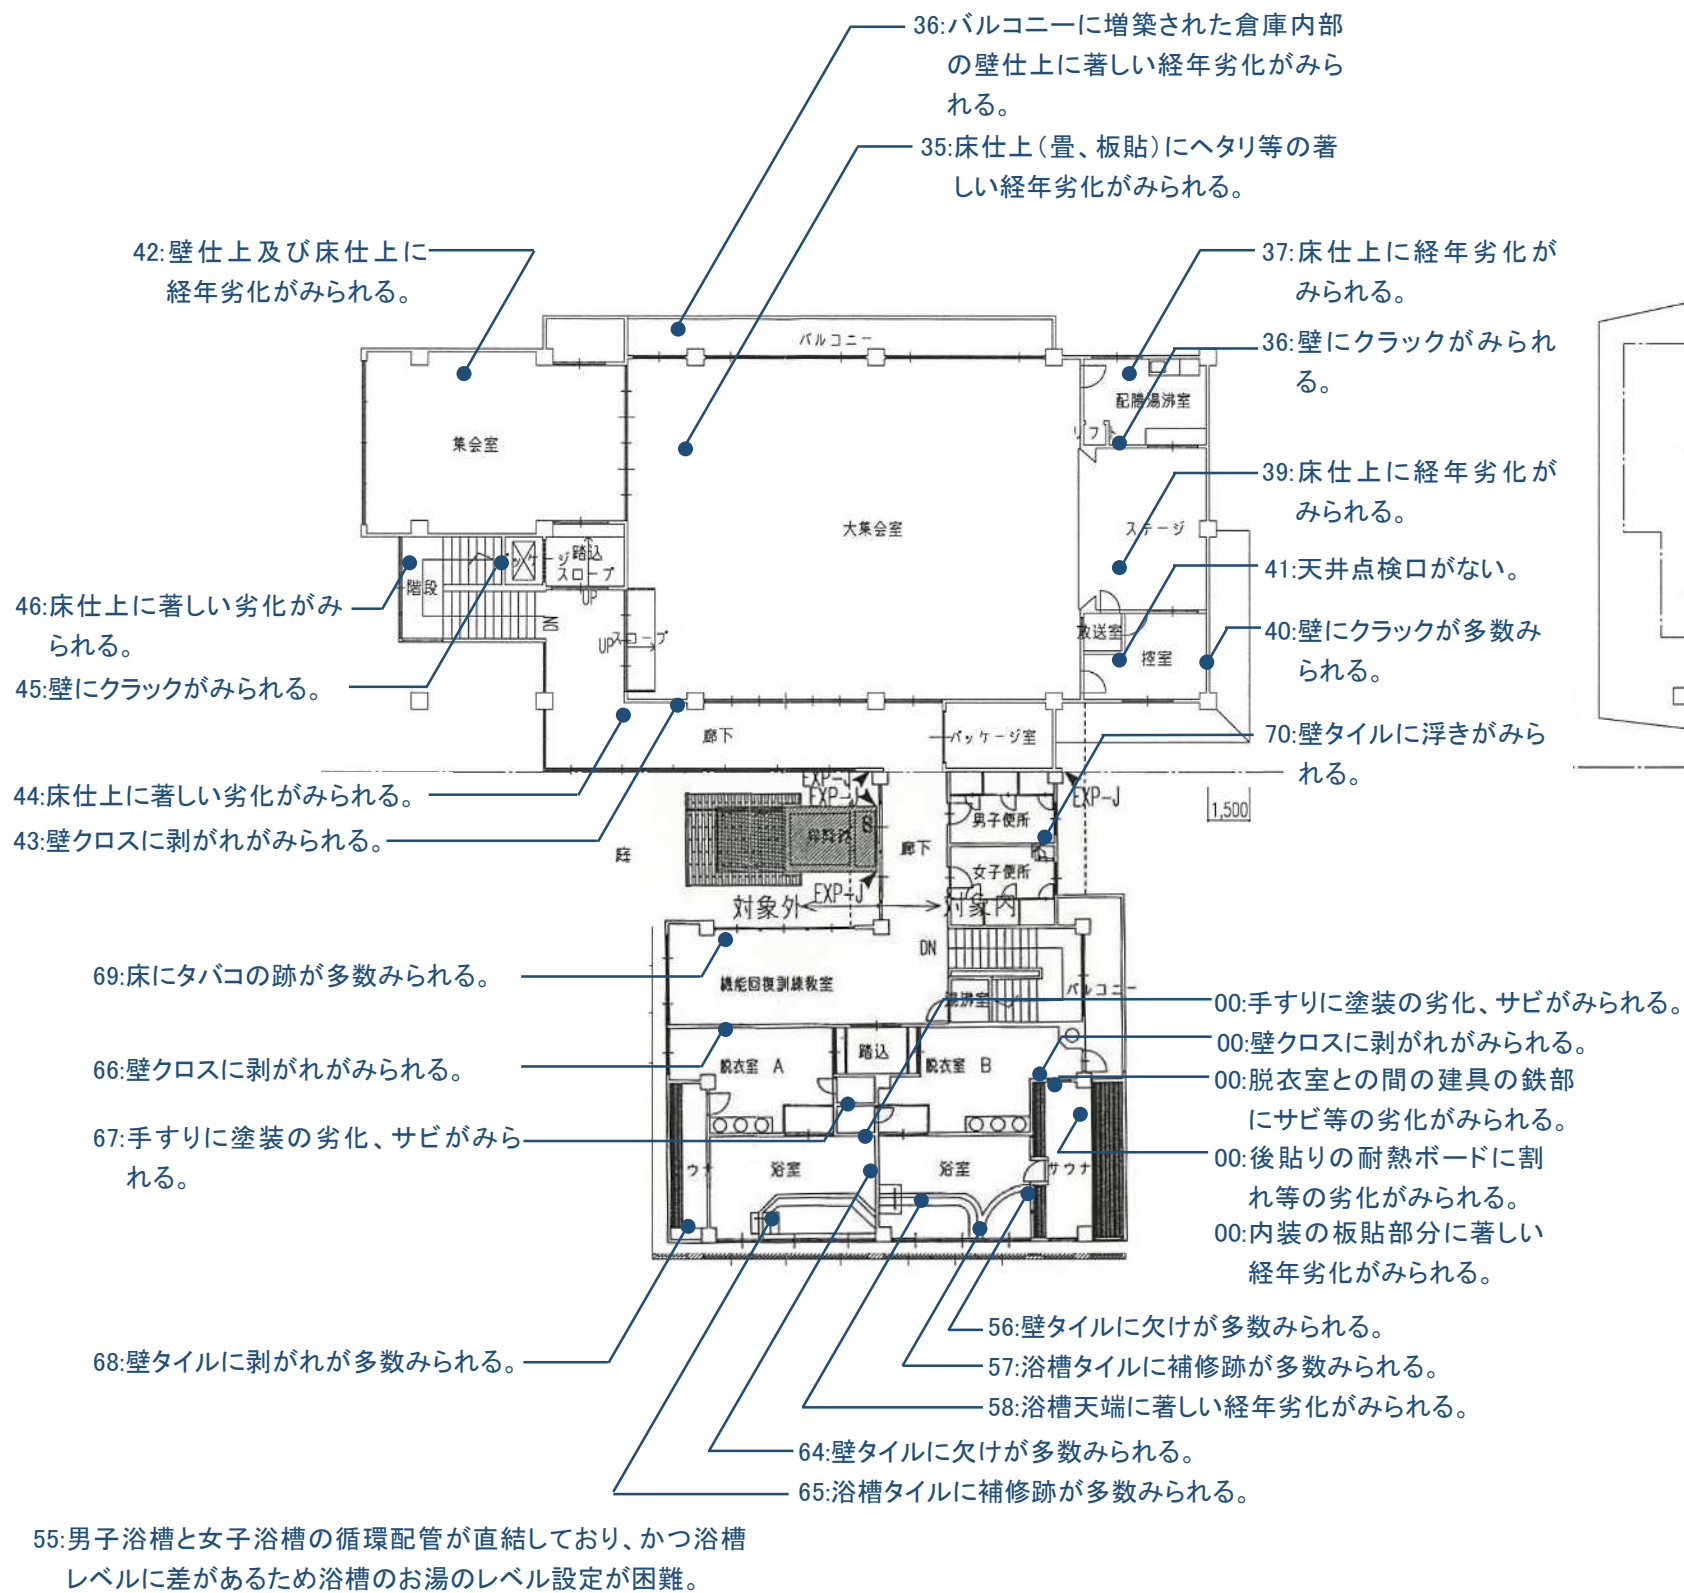 36:バルコニーに増築された倉庫内部
の壁仕上に著しい経年劣化がみら
れる。
35:床仕上(畳、板貼)にヘタリ等の著
しい経年劣化がみられる。
42:壁仕上及び床仕上に
経年劣化がみられる。
37:床仕上に経年劣化が
みられる。
36:壁にクラックがみられ
る。
39:床仕上に経年劣化が
みられる。
41:天井点検口がない。
40:壁にクラックが多数み
られる。
70:壁タイルに浮きがみら
れる。
46:床仕上に著しい劣化がみ
られる。
45:壁にクラックがみられる。
44:床仕上に著しい劣化がみられる。
43:壁クロスに剥がれがみられる。
バルコニー
配膳湯沸室
リフト
集会室
大集会室
ステージ
踏込
スロープ
階段
UP
DN
UPスロープ
放送室
控室
廊下
パッケージ室
EXP-J
EXP-J
EXP-J
1,500
男子便所
庭
廊下
女子便所
EXP-J
対象外
対象内
DN
機能回復訓練教室
湯沸室
バルコニー
脱衣室 A
踏込
脱衣室 B
浴室
浴室
サウナ
69:床にタバコの跡が多数みられる。
66:壁クロスに剥がれがみられる。
67:手すりに塗装の劣化、サビがみら
れる。
68:壁タイルに剥がれが多数みられる。
00:手すりに塗装の劣化、サビがみられる。
00:壁クロスに剥がれがみられる。
00:脱衣室との間の建具の鉄部
にサビ等の劣化がみられる。
00:後貼りの耐熱ボードに割
れ等の劣化がみられる。
00:内装の板貼部分に著しい
経年劣化がみられる。
56:壁タイルに欠けが多数みられる。
57:浴槽タイルに補修跡が多数みられる。
58:浴槽天端に著しい経年劣化がみられる。
64:壁タイルに欠けが多数みられる。
65:浴槽タイルに補修跡が多数みられる。
55:男子浴槽と女子浴槽の循環配管が直結しており、かつ浴槽
レベルに差があるため浴槽のお湯のレベル設定が困難。